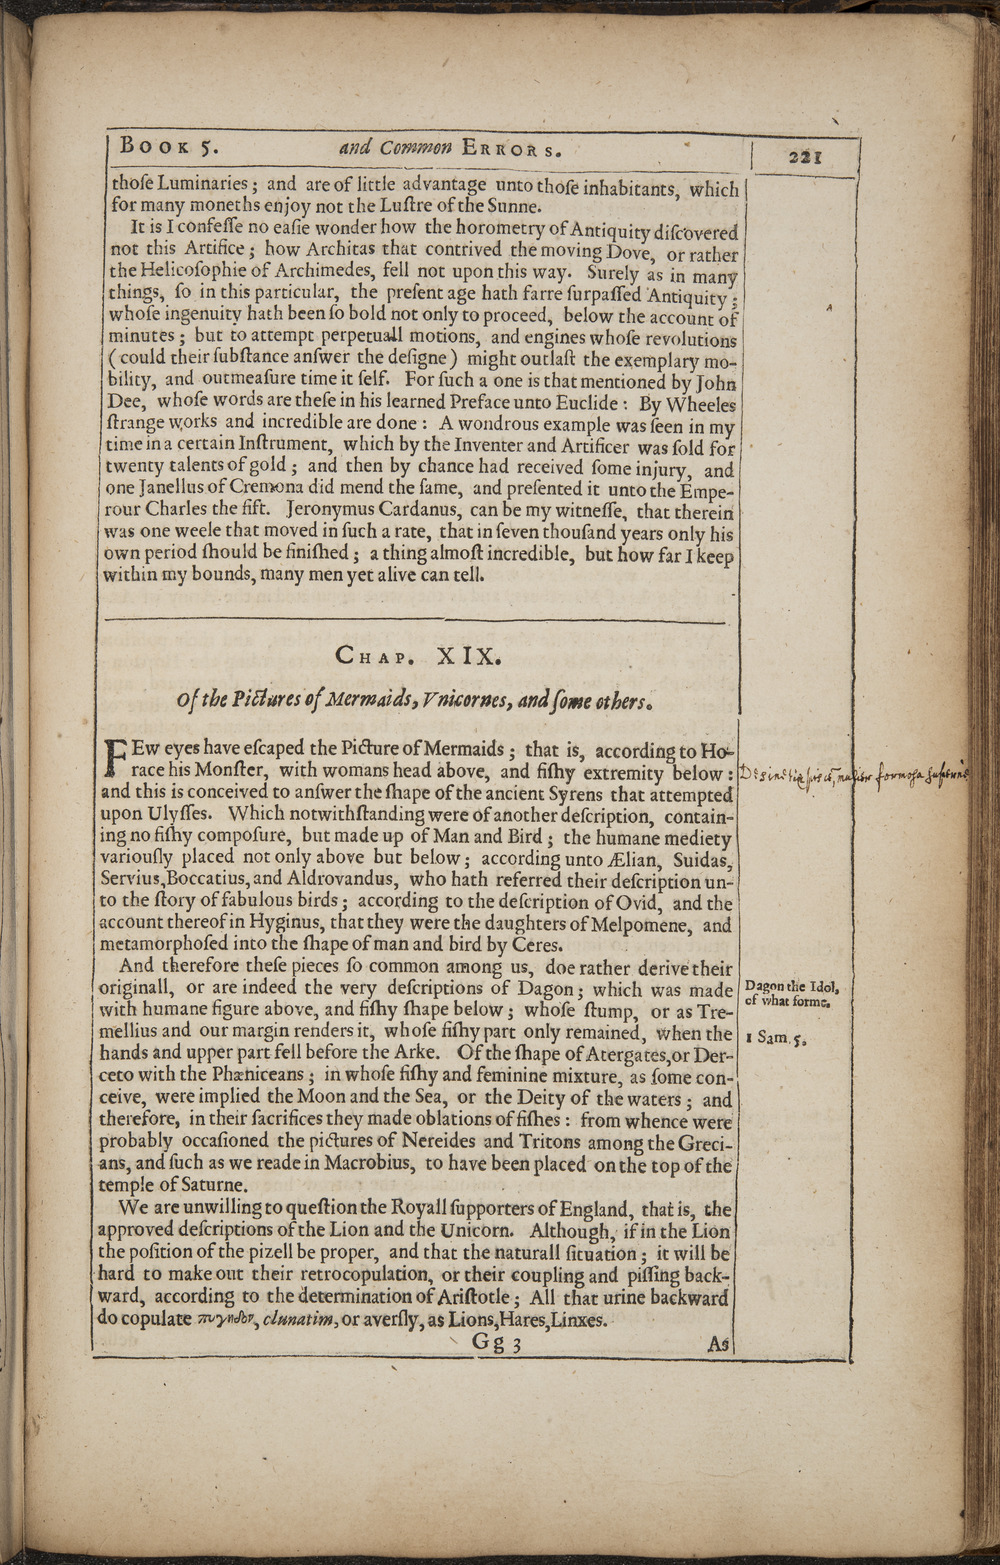 BOOK 5. and Common ERRORS. 221
thoſe Luminaries; and are of little advantage unto thoſe inhabitants, which
for many moneths enjoy not the Luſtre of the Sunne.
It is I confeſſe no eaſie wonder how the horometry of Antiquity diſcovered
not this Artifice; how Architas that contrived the moving Dove, or rather
the Helicoſophie of Archimedes, fell not upon this way. Surely as in many
things, ſo in this particular, the preſent age hath farre ſurpaſſed Antiquity;
whoſe ingenuity hath been ſo bold not only to proceed, below the account of
minutes; but to attempt perpetuall motions, and engines whoſe revolutions
(could their ſubſtance anſwer the deſigne) might outlaſt the exemplary mo-
bility, and outmeaſure time it ſelf. For ſuch a one is that mentioned by John
Dee, whoſe words are theſe in his learned Preface unto Euclide: By Wheeles
ſtrange works and incredible are done: A wondrous example was ſeen in my
time in a certain Inſtrument, which by the Inventer and Artificer was ſold for
twenty talents of gold; and then by chance had received ſome injury, and
one Janellus of Cremona did mend the ſame, and preſented it unto the Empe-
rour Charles the fift. Jeronymus Cardanus, can be my witneſſe, that therein
was one weele that moved in ſuch a rate, that in ſeven thouſand years only his
own period ſhould be finiſhed; a thing almoſt incredible, but how far I keep
within my bounds, many men yet alive can tell.
CHAP. XIX.
Of the Pictures of Mermaids, Vnicornes, and ſome others.
FEw eyes have eſcaped the Picture of Mermaids; that is, according to Ho-
race his Monſter, with womans head above, and fiſhy extremity below:
and this is conceived to anſwer the ſhape of the ancient Syrens that attempted
upon Ulyſſes. Which notwithſtanding were of another deſcription, contain-
ing no fiſhy compoſure, but made up of Man and Bird; the humane mediety
variouſly placed not only above but below; according unto Ælian, Suidas,
Servius, Boccatius, and Aldrovandus, who hath referred their deſcription un-
to the ſtory of fabulous birds; according to the deſcription of Ovid, and the
account thereof in Hyginus, that they were the daughters of Melpomene, and
metamorphoſed into the ſhape of man and bird by Ceres.
And therefore theſe pieces ſo common among us, doe rather derive their
originall, or are indeed the very deſcriptions of Dagon; which was made
with humane figure above, and fiſhy ſhape below; whoſe ſtump, or as Tre-
mellius and our margin renders it, whoſe fiſhy part only remained, when the
hands and upper part fell before the Arke. Of the ſhape of Atergates, or Der-
ceto with the Phæniceans; in whoſe fiſhy and feminine mixture, as ſome con-
ceive, were implied the Moon and the Sea, or the Deity of the waters; and
therefore, in their ſacrifices they made oblations of fiſhes: from whence were
probably occaſioned the pictures of Nereides and Tritons among the Greci-
ans, and ſuch as we reade in Macrobius, to have been placed on the top of the
temple of Saturne.
We are unwilling to queſtion the Royall ſupporters of England, that is, the
approved deſcriptions of the Lion and the Unicorn. Although, if in the Lion
the poſition of the pizell be proper, and that the naturall ſituation; it will be
hard to make out their retrocopulation, or their coupling and piſſing back-
ward, according to the determination of Ariſtotle; All that urine backward
do copulate πυγηδὸν, clunatim, or averſly, as Lions, Hares, Linxes.
Gg 3 As
formosa
Dagon the Idol,
of what forme.
1 Sam. 5.